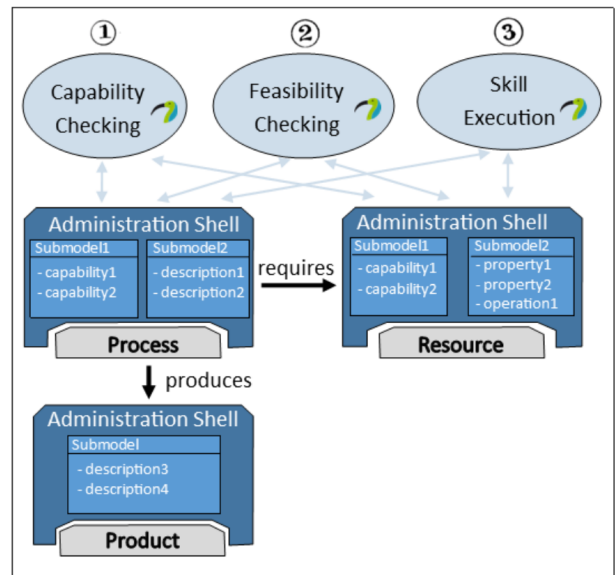 ① ② ③
Capability
Checking
Feasibility
Checking
Skill
Execution
Administration Shell
Submodel1
- capability1
- capability2
Submodel2
- description1
- description2
Process
requires
Administration Shell
Submodel1
- capability1
- capability2
Submodel2
- property1
- property2
- operation1
Resource
produces
Administration Shell
Submodel
- description3
- description4
Product